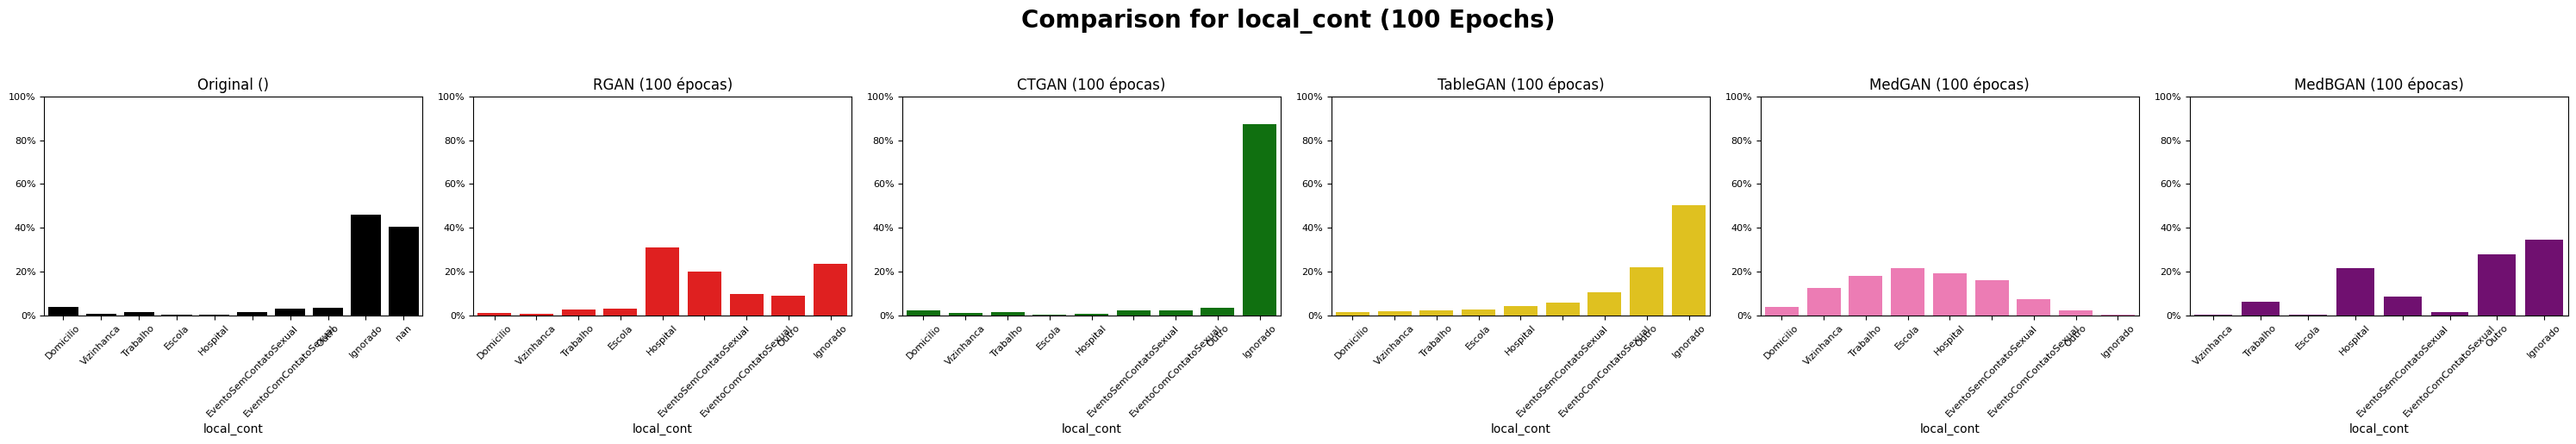 Comparison for local_cont (100 Epochs)
Original ()
100%
80%
60%
40%
20%
0%
Domicilio
Vizinhanca
Trabalho
Escola
Hospital
EventoSemContatoSexual
EventoComContatoSexual
Outro
Ignorado
nan
local_cont
RGAN (100 épocas)
100%
80%
60%
40%
20%
0%
Domicilio
Vizinhanca
Trabalho
Escola
Hospital
EventoSemContatoSexual
EventoComContatoSexual
Outro
Ignorado
local_cont
CTGAN (100 épocas)
100%
80%
60%
40%
20%
0%
Domicilio
Vizinhanca
Trabalho
Escola
Hospital
EventoSemContatoSexual
EventoComContatoSexual
Outro
Ignorado
local_cont
TableGAN (100 épocas)
100%
80%
60%
40%
20%
0%
Domicilio
Vizinhanca
Trabalho
Escola
Hospital
EventoSemContatoSexual
EventoComContatoSexual
Outro
Ignorado
local_cont
MedGAN (100 épocas)
100%
80%
60%
40%
20%
0%
Domicilio
Vizinhanca
Trabalho
Escola
Hospital
EventoSemContatoSexual
EventoComContatoSexual
Outro
Ignorado
local_cont
MedBGAN (100 épocas)
100%
80%
60%
40%
20%
0%
Vizinhanca
Trabalho
Escola
Hospital
EventoSemContatoSexual
EventoComContatoSexual
Outro
Ignorado
local_cont